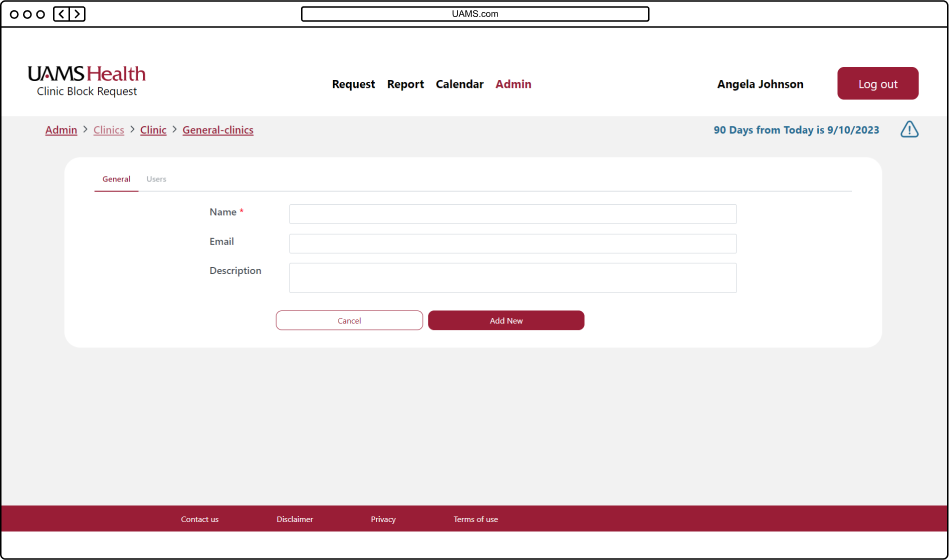 UAMS.com
UAMS Health
Clinic Block Request
Request Report Calendar Admin
Angela Johnson
Log out
Admin > Clinics > Clinic > General-clinics
90 Days from Today is 9/10/2023
General Users
Name *
Email
Description
Cancel
Add New
Contact us Disclaimer Privacy Terms of use